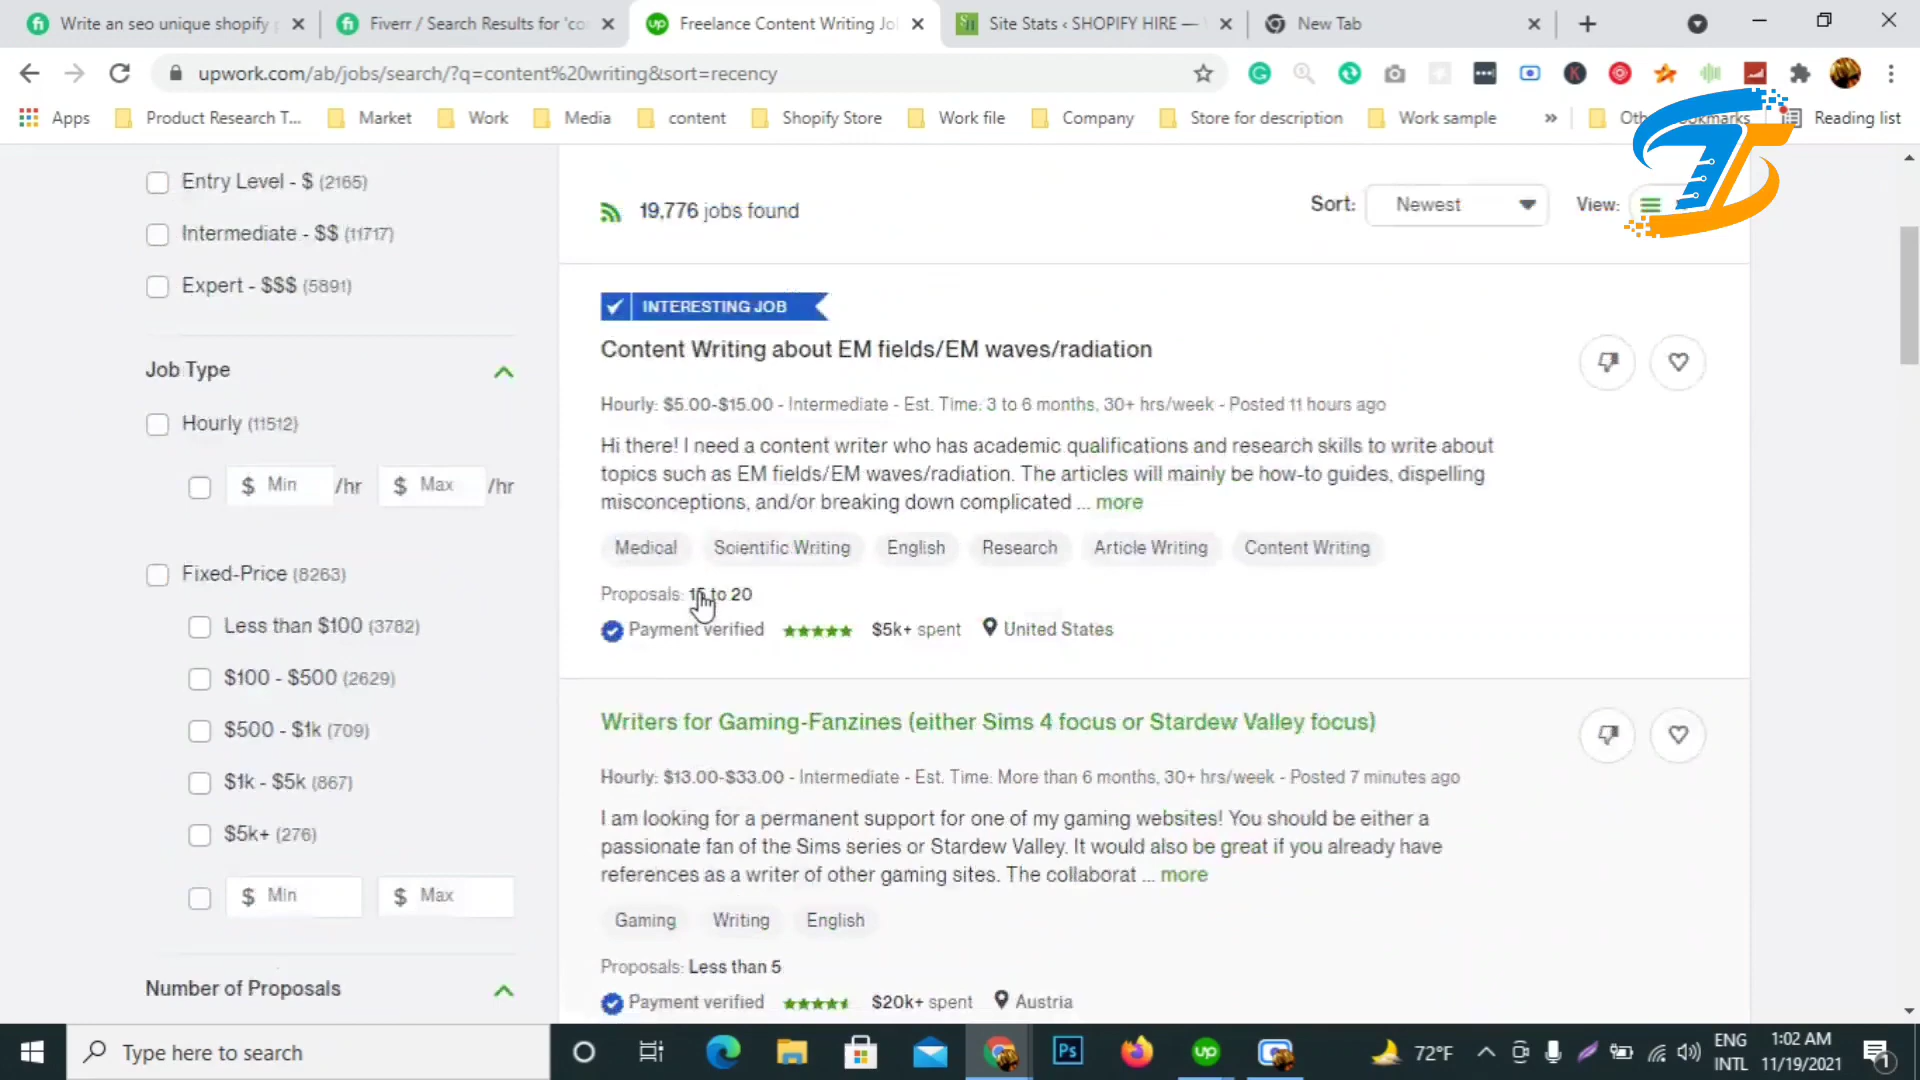 Write an seo unique shopify
Fiverr / Search Results for 'co
Freelance Content Writing Jo
Site Stats ‹ SHOPIFY HIRE —
New Tab
upwork.com/ab/jobs/search/?q=content%20writing&sort=recency
Apps
Product Research T...
Market
Work
Media
content
Shopify Store
Work file
Company
Store for description
Work sample
»
Reading list
Entry Level - $ (2165)
Intermediate - $$ (11717)
Expert - $$$ (5891)
Job Type
Hourly (11512)
$ Min /hr $ Max /hr
Fixed-Price (8263)
Less than $100 (3782)
$100 - $500 (2629)
$500 - $1k (709)
$1k - $5k (867)
$5k+ (276)
$ Min $ Max
Number of Proposals
19,776 jobs found
Sort: Newest
View:
INTERESTING JOB
Content Writing about EM fields/EM waves/radiation
Hourly: $5.00-$15.00 - Intermediate - Est. Time: 3 to 6 months, 30+ hrs/week - Posted 11 hours ago
Hi there! I need a content writer who has academic qualifications and research skills to write about
topics such as EM fields/EM waves/radiation. The articles will mainly be how-to guides, dispelling
misconceptions, and/or breaking down complicated ... more
Medical Scientific Writing English Research Article Writing Content Writing
Proposals: 15 to 20
Payment verified $5k+ spent United States
Writers for Gaming-Fanzines (either Sims 4 focus or Stardew Valley focus)
Hourly: $13.00-$33.00 - Intermediate - Est. Time: More than 6 months, 30+ hrs/week - Posted 7 minutes ago
I am looking for a permanent support for one of my gaming websites! You should be either a
passionate fan of the Sims series or Stardew Valley. It would also be great if you already have
references as a writer of other gaming sites. The collaborat ... more
Gaming Writing English
Proposals: Less than 5
Payment verified $20k+ spent Austria
Type here to search
Ps
up
72°F
ENG
INTL
1:02 AM
11/19/2021
1